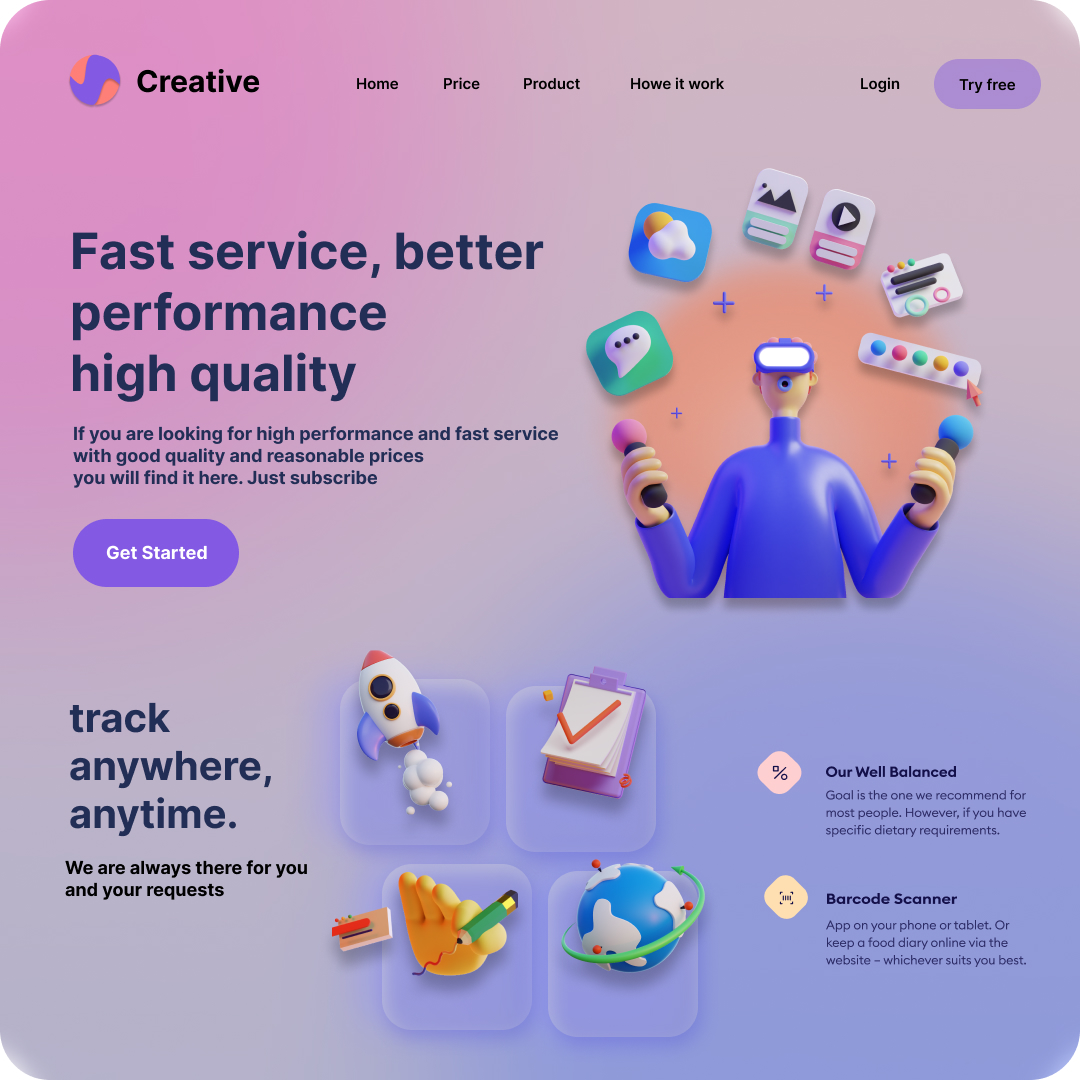 Creative
Home
Price
Product
Howe it work
Login
Try free
Fast service, better
performance
high quality
If you are looking for high performance and fast service
with good quality and reasonable prices
you will find it here. Just subscribe
Get Started
track
anywhere,
anytime.
We are always there for you
and your requests
Our Well Balanced
Goal is the one we recommend for
most people. However, if you have
specific dietary requirements.
Barcode Scanner
App on your phone or tablet. Or
keep a food diary online via the
website – whichever suits you best.